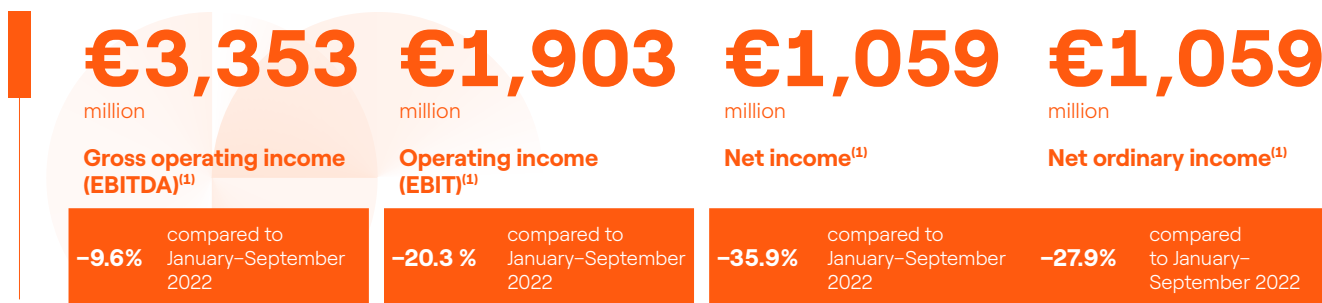 €3,353
million
Gross operating income
(EBITDA)(1)
–9.6%
compared to
January–September
2022
€1,903
million
Operating income
(EBIT)(1)
–20.3 %
compared to
January–September
2022
€1,059
million
Net income(1)
–35.9%
compared to
January–September
2022
€1,059
million
Net ordinary income(1)
–27.9%
compared
to January–
September 2022